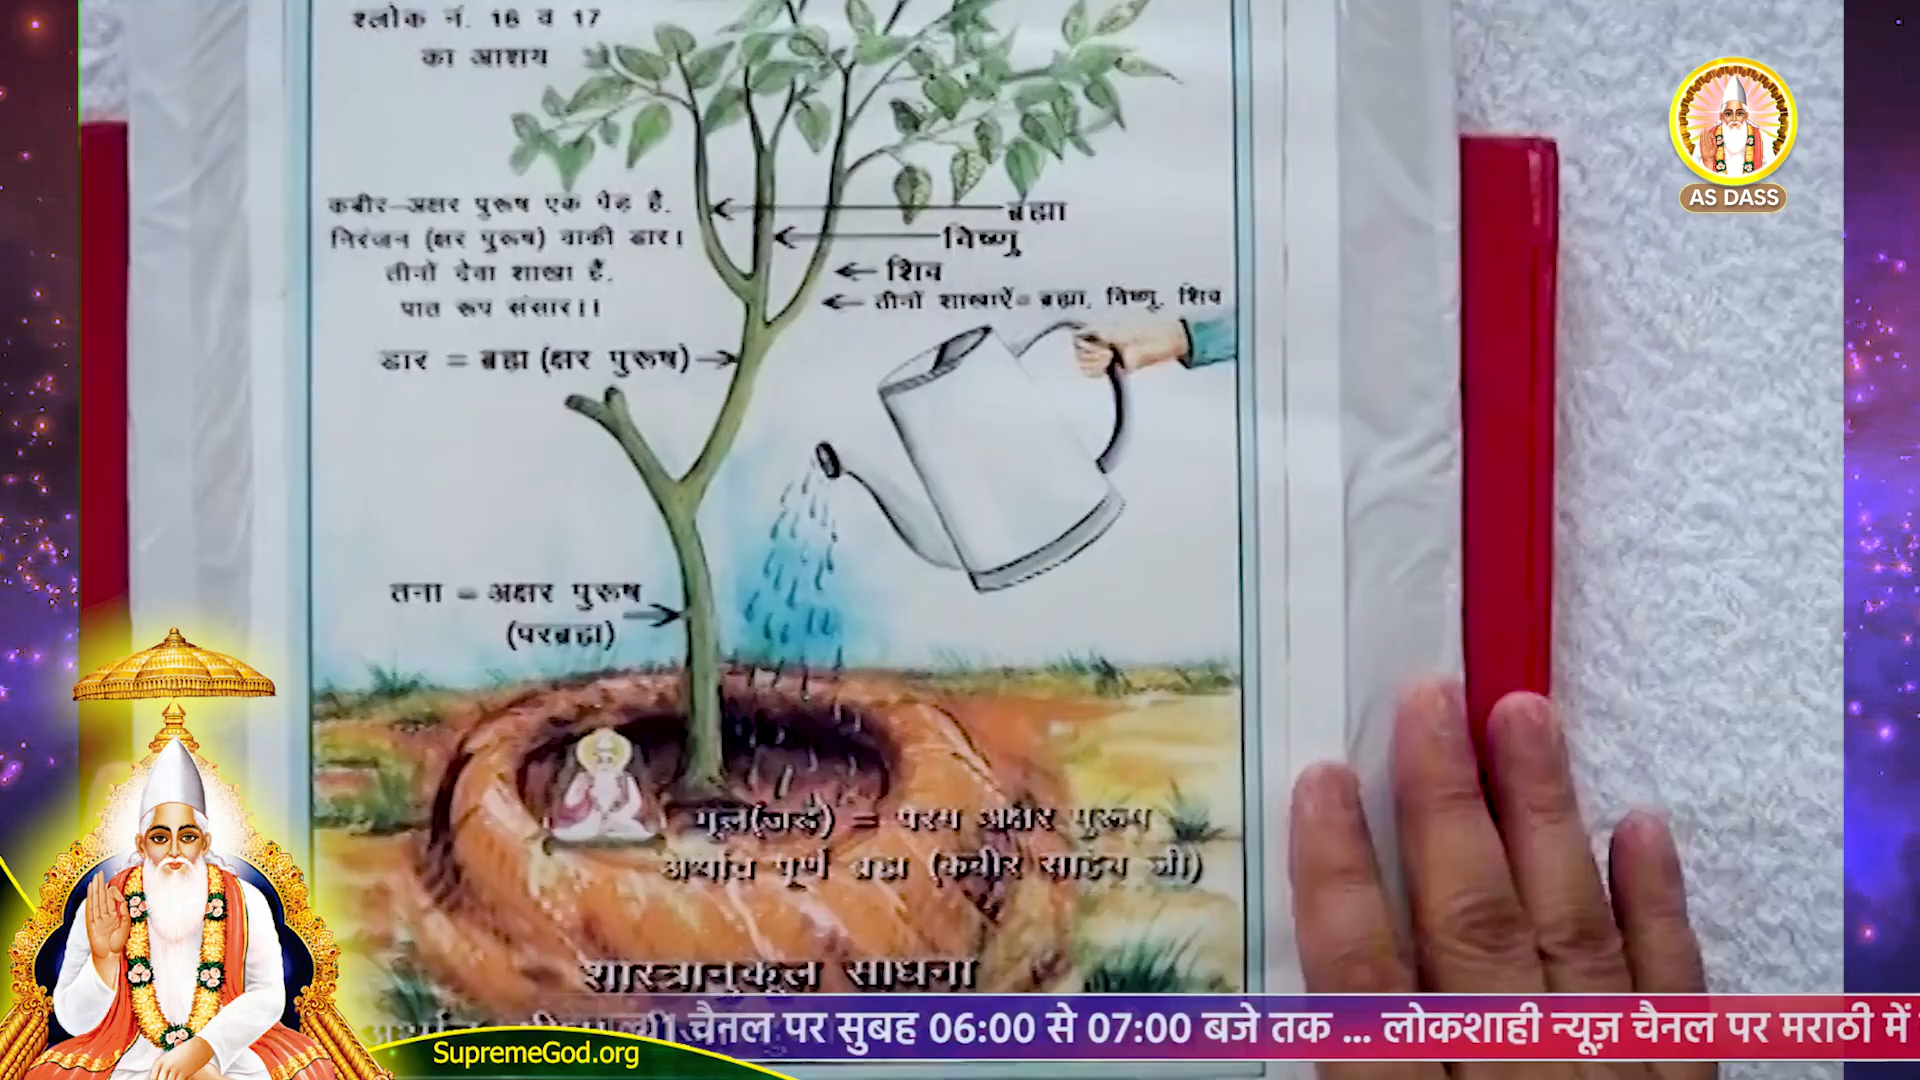 श्लोक नं. 16 व 17
का आशय
कबीर-अक्षर पुरूष एक पेड़ है,
निरंजन (क्षर पुरूष) वाकी डार।
तीनों देवा शाखा हैं,
पात रूप संसार।।
ब्रह्मा
विष्णु
शिव
तीनों शाखाऐं= ब्रह्मा, विष्णू, शिव
डार = ब्रह्म (क्षर पुरूष)
तना = अक्षर पुरूष
(परब्रह्म)
मूल(जड़) = परम अक्षर पुरूष
अर्थात पूर्ण ब्रह्म (कबीर साहेब जी)
शास्त्रानुकूल साधना
चैनल पर सुबह 06:00 से 07:00 बजे तक ... लोकशाही न्यूज़ चैनल पर मराठी में
SupremeGod.org
AS DASS